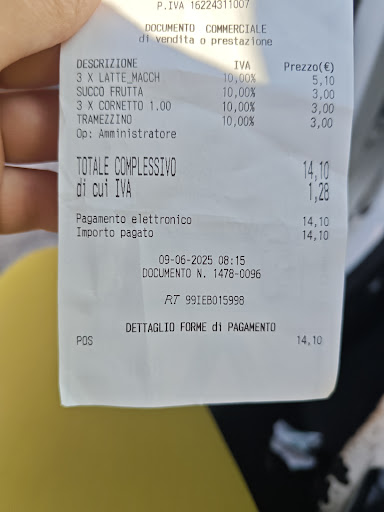 P.IVA 16224311007
DOCUMENTO COMMERCIALE
di vendita o prestazione
DESCRIZIONE IVA Prezzo(€)
3 X LATTE_MACCH 10,00% 5,10
SUCCO FRUTTA 10,00% 3,00
3 X CORNETTO 1.00 10,00% 3,00
TRAMEZZINO 10,00% 3,00
Op: Amministratore
TOTALE COMPLESSIVO 14,10
di cui IVA 1,28
Pagamento elettronico 14,10
Importo pagato 14,10
09-06-2025 08:15
DOCUMENTO N. 1478-0096
RT 99IEB015998
DETTAGLIO FORME di PAGAMENTO
POS 14,10